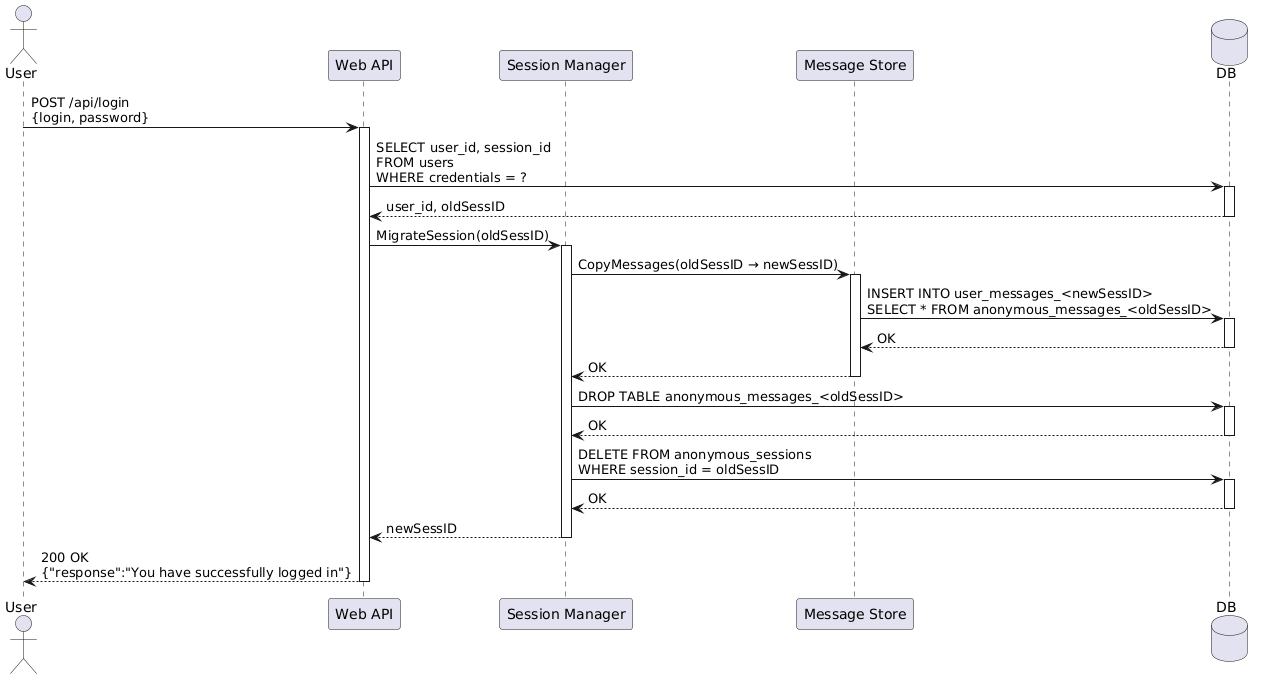 User
Web API
Session Manager
Message Store
DB
POST /api/login
{login, password}
SELECT user_id, session_id
FROM users
WHERE credentials = ?
user_id, oldSessID
MigrateSession(oldSessID)
CopyMessages(oldSessID → newSessID)
INSERT INTO user_messages_<newSessID>
SELECT * FROM anonymous_messages_<oldSessID>
OK
OK
DROP TABLE anonymous_messages_<oldSessID>
OK
DELETE FROM anonymous_sessions
WHERE session_id = oldSessID
OK
newSessID
200 OK
{"response":"You have successfully logged in"}
User
Web API
Session Manager
Message Store
DB